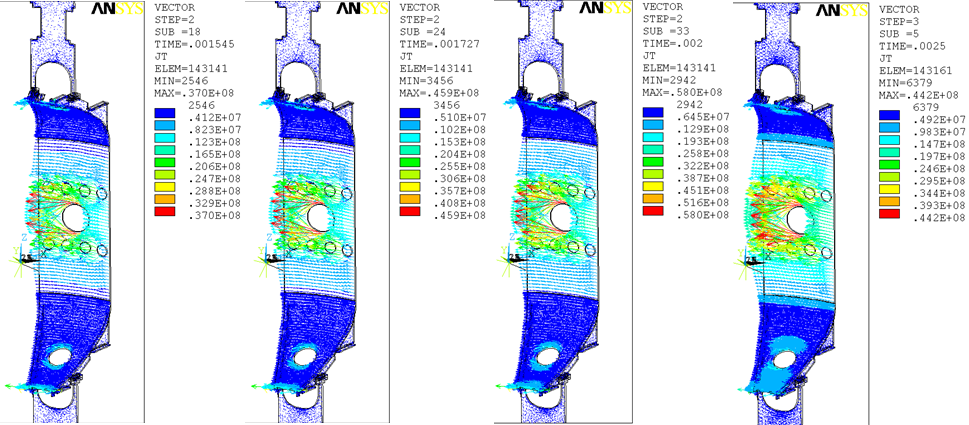 ANSYS
VECTOR
STEP=2
SUB =18
TIME=.001545
JT
ELEM=143141
MIN=2546
MAX=.370E+08
2546
.412E+07
.823E+07
.123E+08
.165E+08
.206E+08
.247E+08
.288E+08
.329E+08
.370E+08
X
ANSYS
VECTOR
STEP=2
SUB =24
TIME=.001727
JT
ELEM=143141
MIN=3456
MAX=.459E+08
3456
.510E+07
.102E+08
.153E+08
.204E+08
.255E+08
.306E+08
.357E+08
.408E+08
.459E+08
X
ANSYS
VECTOR
STEP=2
SUB =33
TIME=.002
JT
ELEM=143141
MIN=2942
MAX=.580E+08
2942
.645E+07
.129E+08
.193E+08
.258E+08
.322E+08
.387E+08
.451E+08
.516E+08
.580E+08
X
ANSYS
VECTOR
STEP=3
SUB =5
TIME=.0025
JT
ELEM=143161
MIN=6379
MAX=.442E+08
6379
.492E+07
.983E+07
.147E+08
.197E+08
.246E+08
.295E+08
.344E+08
.393E+08
.442E+08
X